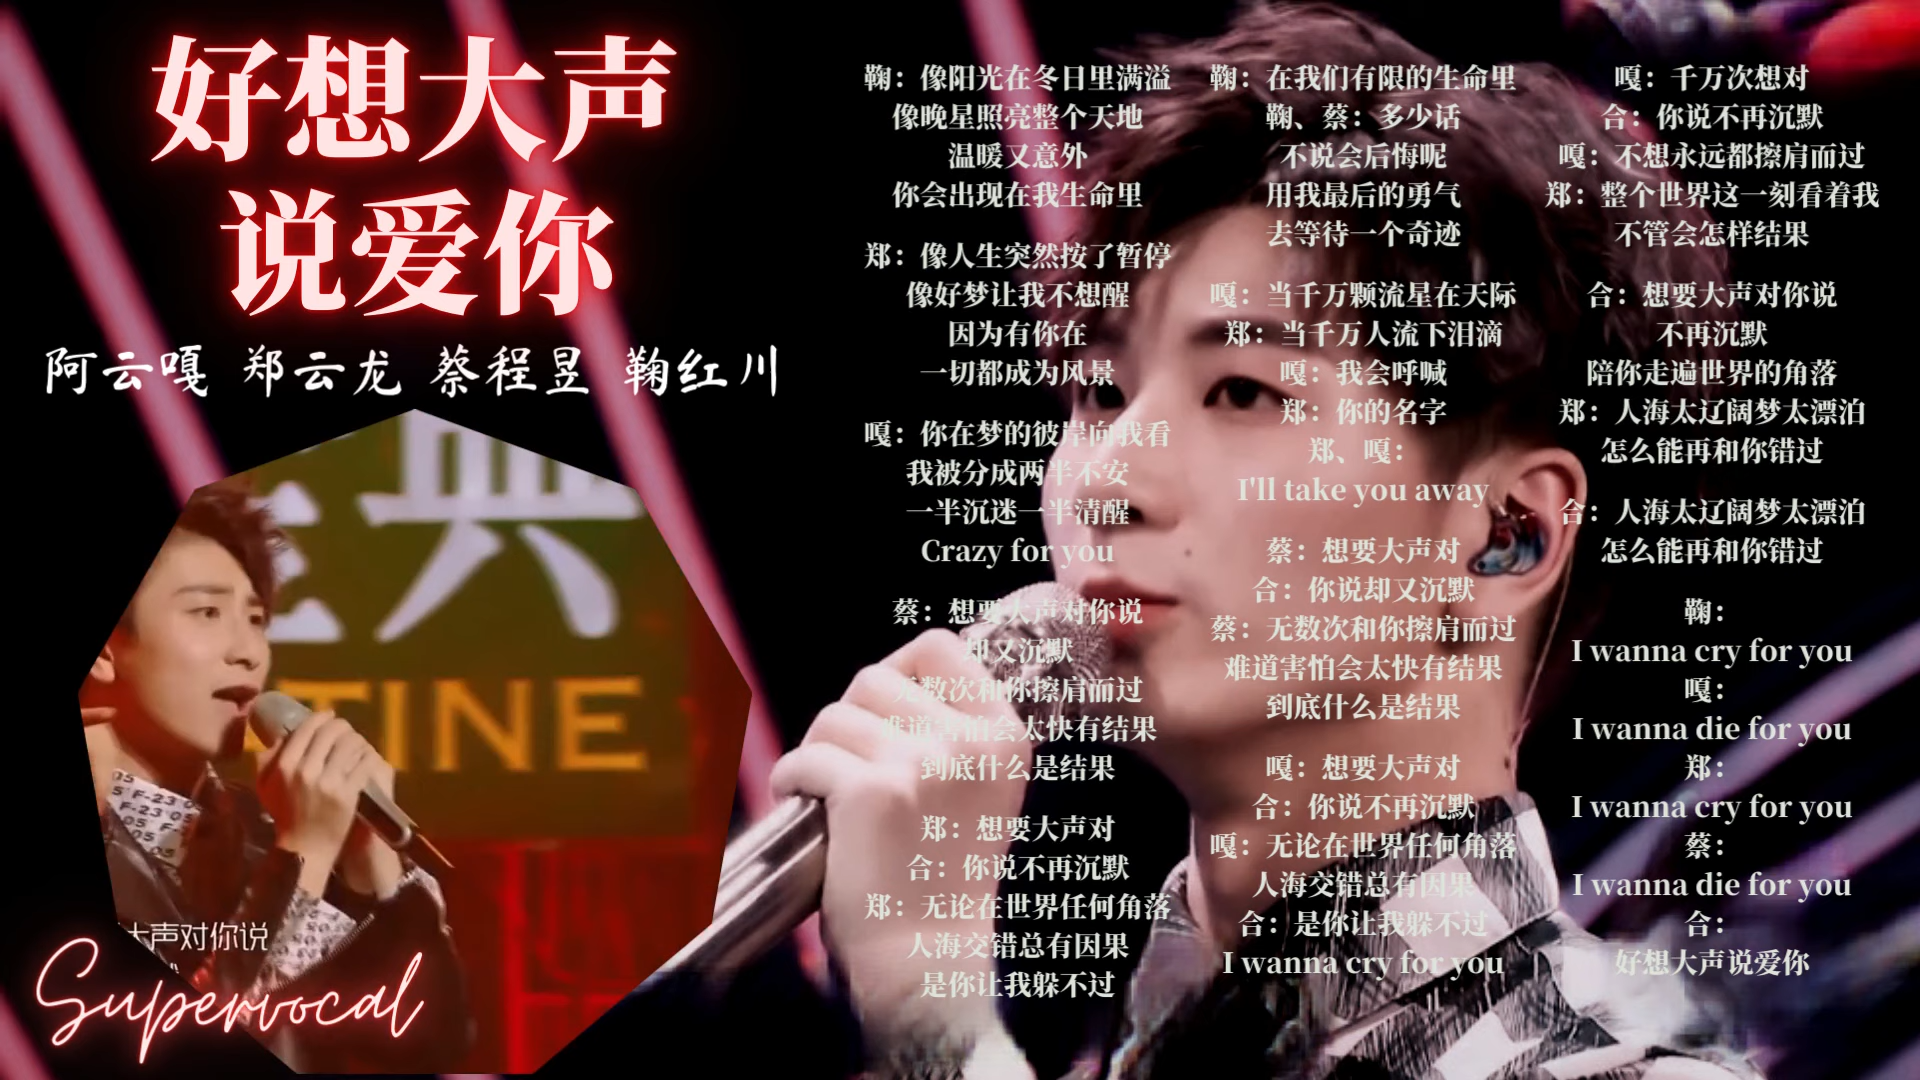 好想大声
说爱你
阿云嘎 郑云龙 蔡程昱 鞠红川
典
TINE
大声对你说
Supervocal
鞠：像阳光在冬日里满溢
像晚星照亮整个天地
温暖又意外
你会出现在我生命里
郑：像人生突然按了暂停
像好梦让我不想醒
因为有你在
一切都成为风景
嘎：你在梦的彼岸向我看
我被分成两半不安
一半沉迷一半清醒
Crazy for you
蔡：想要大声对你说
却又沉默
无数次和你擦肩而过
难道害怕会太快有结果
到底什么是结果
郑：想要大声对
合：你说不再沉默
郑：无论在世界任何角落
人海交错总有因果
是你让我躲不过
鞠：在我们有限的生命里
鞠、蔡：多少话
不说会后悔呢
用我最后的勇气
去等待一个奇迹
嘎：当千万颗流星在天际
郑：当千万人流下泪滴
嘎：我会呼喊
郑：你的名字
郑、嘎：
I'll take you away
蔡：想要大声对
合：你说却又沉默
蔡：无数次和你擦肩而过
难道害怕会太快有结果
到底什么是结果
嘎：想要大声对
合：你说不再沉默
嘎：无论在世界任何角落
人海交错总有因果
合：是你让我躲不过
I wanna cry for you
嘎：千万次想对
合：你说不再沉默
嘎：不想永远都擦肩而过
郑：整个世界这一刻看着我
不管会怎样结果
合：想要大声对你说
不再沉默
陪你走遍世界的角落
郑：人海太辽阔梦太漂泊
怎么能再和你错过
合：人海太辽阔梦太漂泊
怎么能再和你错过
鞠：
I wanna cry for you
嘎：
I wanna die for you
郑：
I wanna cry for you
蔡：
I wanna die for you
合：
好想大声说爱你